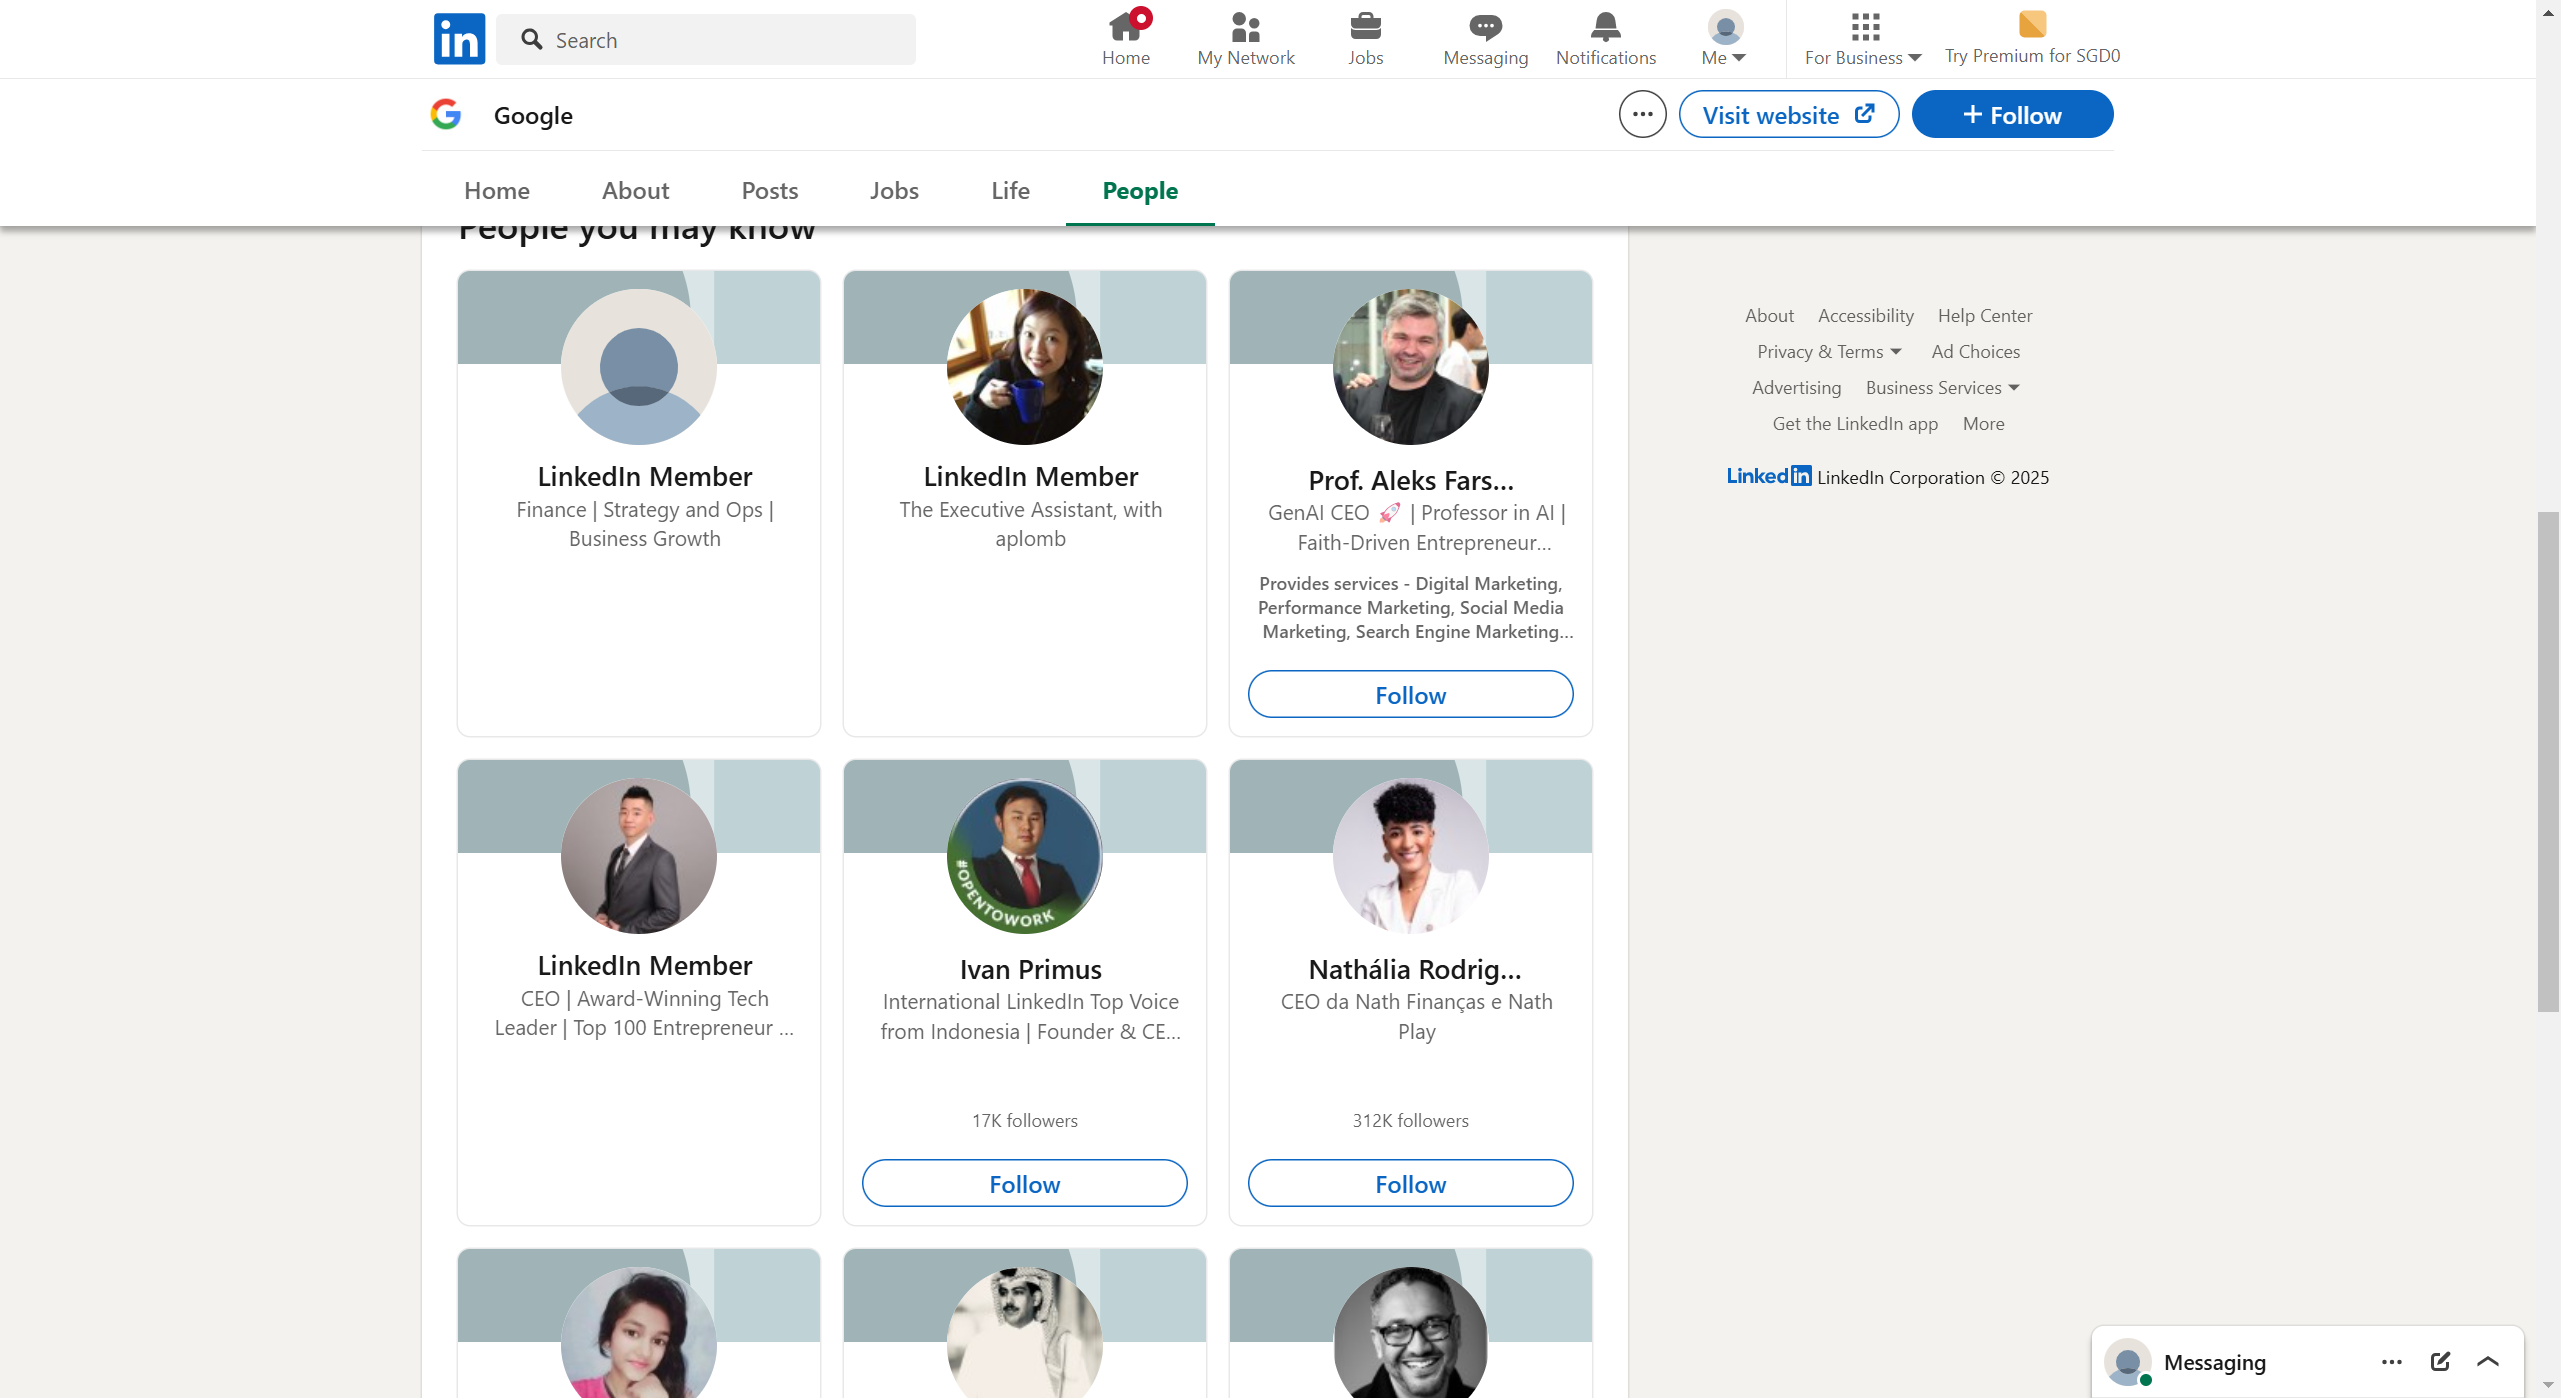 in
Search
Home
My Network
Jobs
Messaging
Notifications
Me
For Business
Try Premium for SGD0
Google
Visit website
+ Follow
Home
About
Posts
Jobs
Life
People
People you may know
LinkedIn Member
Finance | Strategy and Ops |
Business Growth
LinkedIn Member
The Executive Assistant, with
aplomb
Prof. Aleks Fars...
GenAI CEO 🚀 | Professor in AI |
Faith-Driven Entrepreneur...
Provides services - Digital Marketing,
Performance Marketing, Social Media
Marketing, Search Engine Marketing...
Follow
LinkedIn Member
CEO | Award-Winning Tech
Leader | Top 100 Entrepreneur ...
#OPENTOWORK
Ivan Primus
International LinkedIn Top Voice
from Indonesia | Founder & CE...
17K followers
Follow
Nathália Rodrig...
CEO da Nath Finanças e Nath
Play
312K followers
Follow
About Accessibility Help Center
Privacy & Terms Ad Choices
Advertising Business Services
Get the LinkedIn app More
LinkedIn LinkedIn Corporation © 2025
Messaging